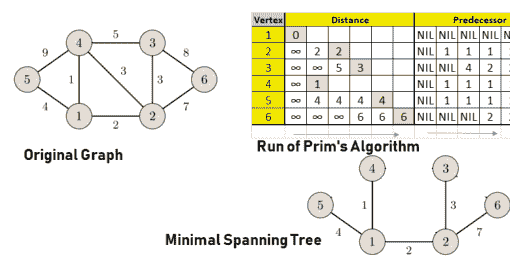 4 5 3
9 8
5 1 3 3 6
4 7
1 2 2
Original Graph
Vertex Distance Predecessor
1 0 NIL NIL NIL NIL
2 ∞ 2 2 NIL 1 1 1
3 ∞ ∞ 5 3 NIL NIL 4 2
4 ∞ 1 NIL 1 1 1
5 ∞ 4 4 4 4 NIL 1 1 1
6 ∞ ∞ ∞ 6 6 6 NIL NIL NIL 2
Run of Prim's Algorithm
4 3
5 1 3 6
4 7
1 2 2
Minimal Spanning Tree